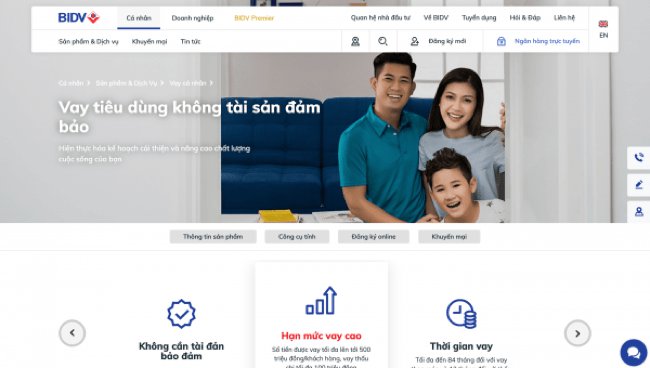 BIDV
Cá nhân
Doanh nghiệp
BIDV Premier
Quan hệ nhà đầu tư
Về BIDV
Tuyển dụng
Hỏi & Đáp
Liên hệ
EN
Sản phẩm & Dịch vụ
Khuyến mại
Tin tức
Đăng ký mới
Ngân hàng trực tuyến
Cá nhân > Sản phẩm & Dịch Vụ > Vay cá nhân >
Vay tiêu dùng không tài sản đảm
bảo
Hiện thực hóa kế hoạch cải thiện và nâng cao chất lượng
cuộc sống của bạn
Thông tin sản phẩm
Công cụ tính
Đăng ký online
Khuyến mại
Không cần tài đán
bảo đảm
Hạn mức vay cao
Số tiền được vay tối đa lên tới 500
triệu đồng/khách hàng, vay thấu
chi tối đa 100 triệu đồng
Thời gian vay
Tối đa đến 84 tháng đối với vay